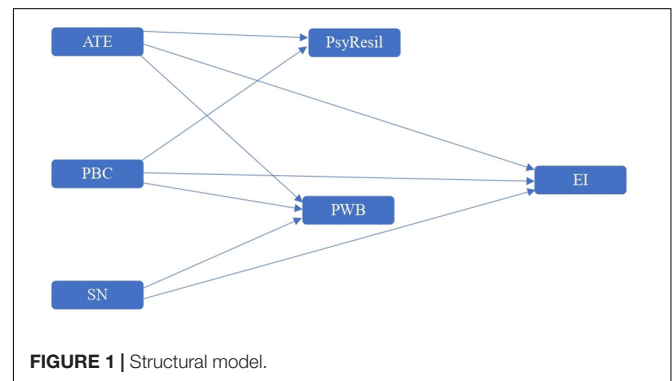 ATE
PsyResil
PBC
EI
PWB
SN
FIGURE 1 | Structural model.